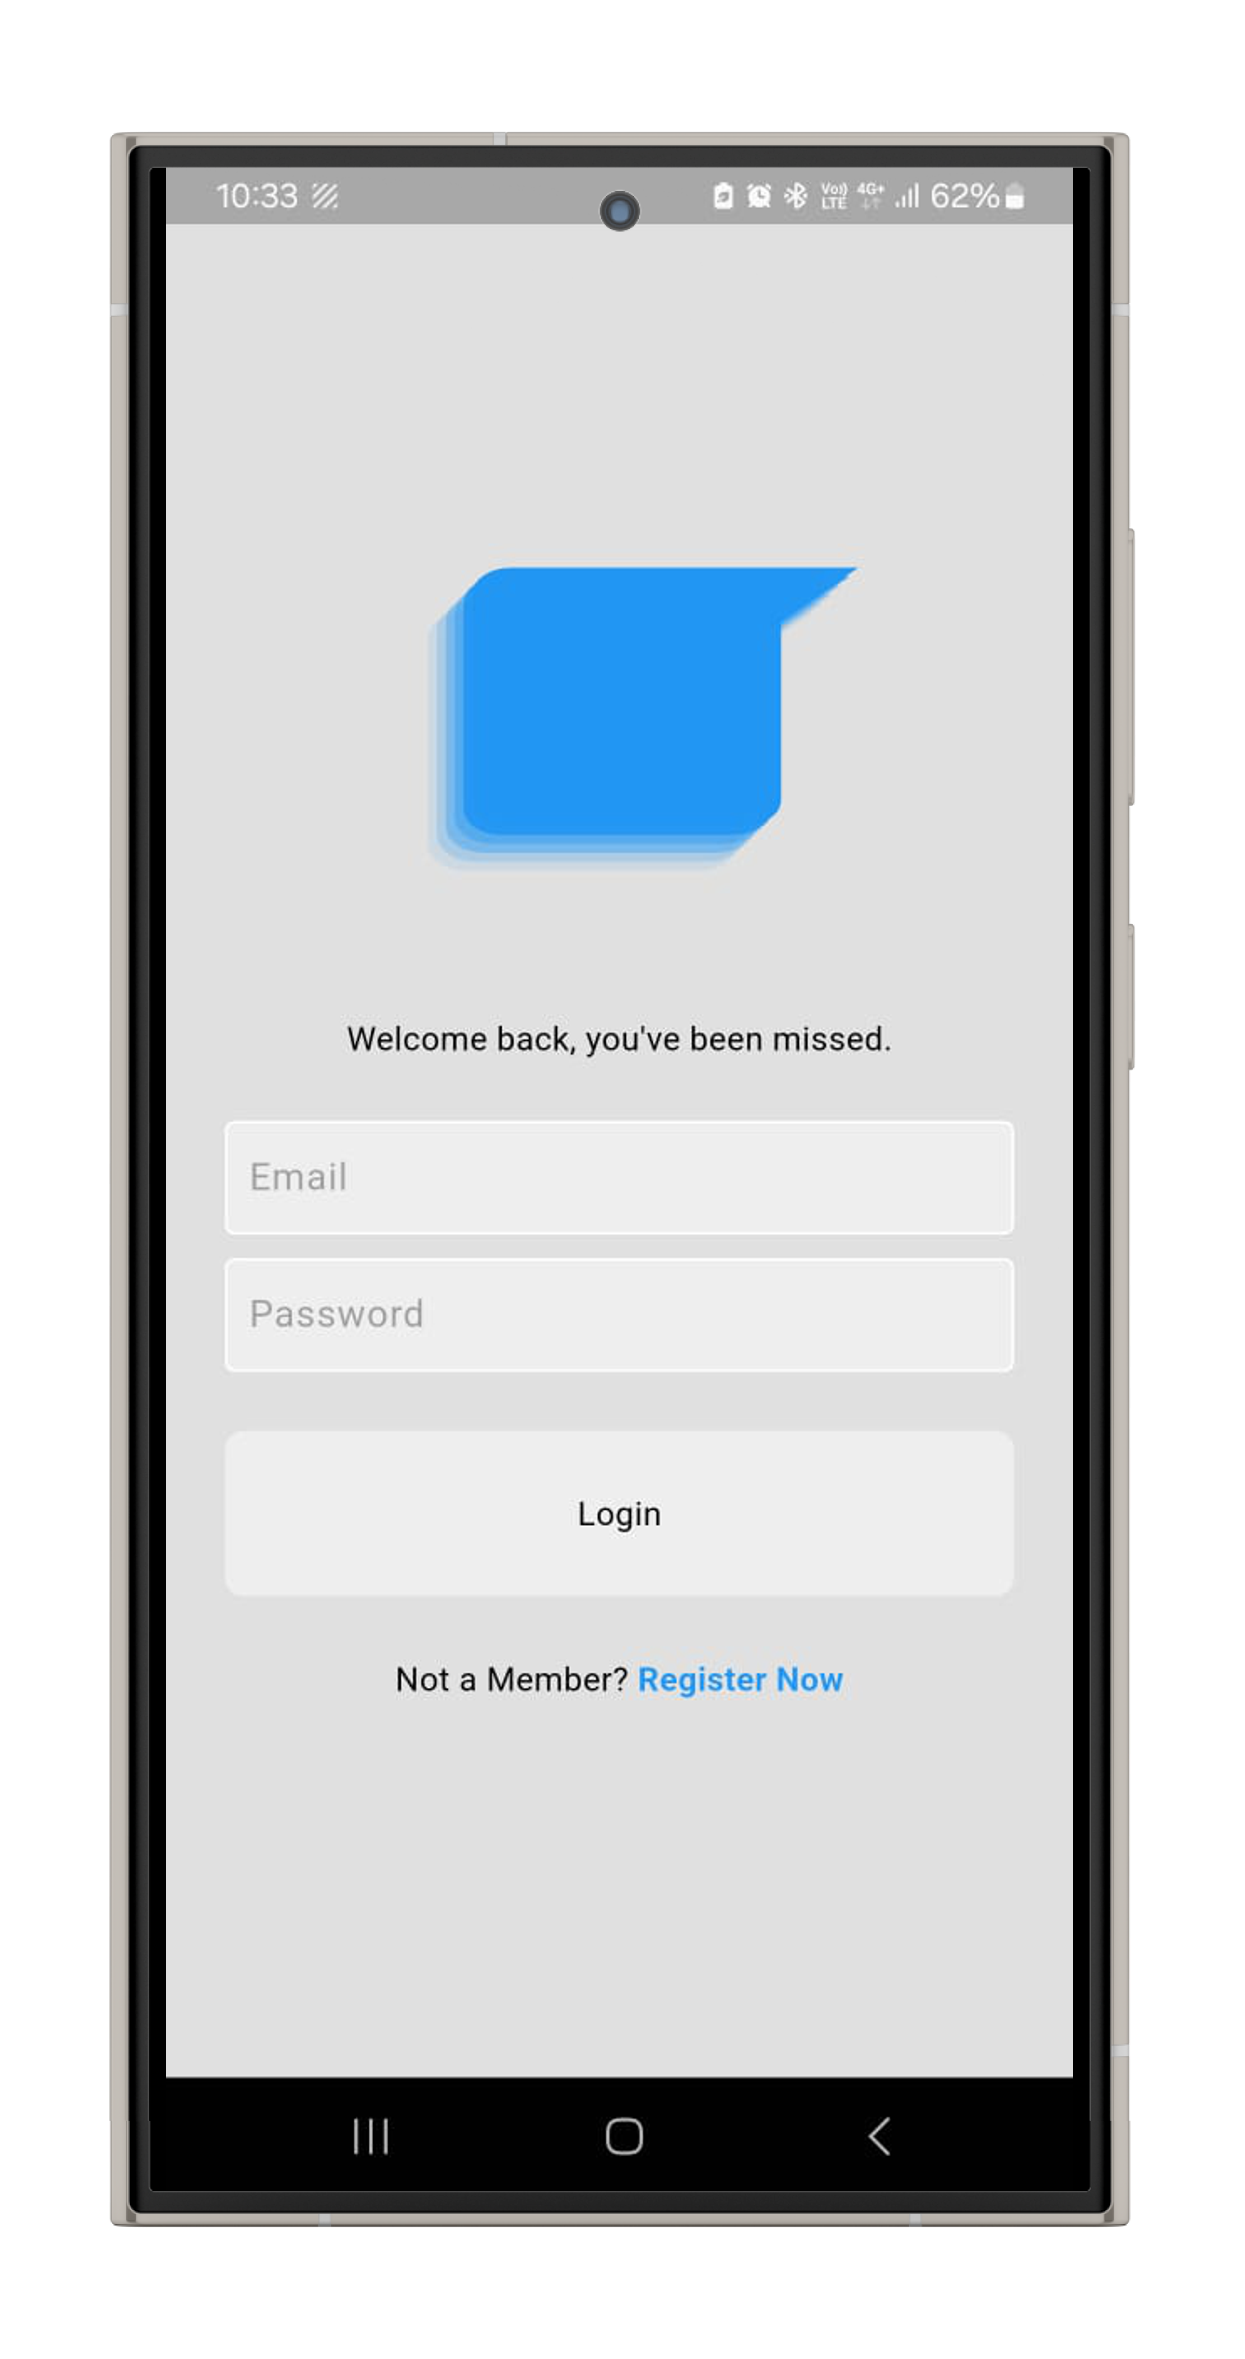 10:33 Vo)) LTE 4G+ 62%
Welcome back, you've been missed.
Email
Password
Login
Not a Member? Register Now